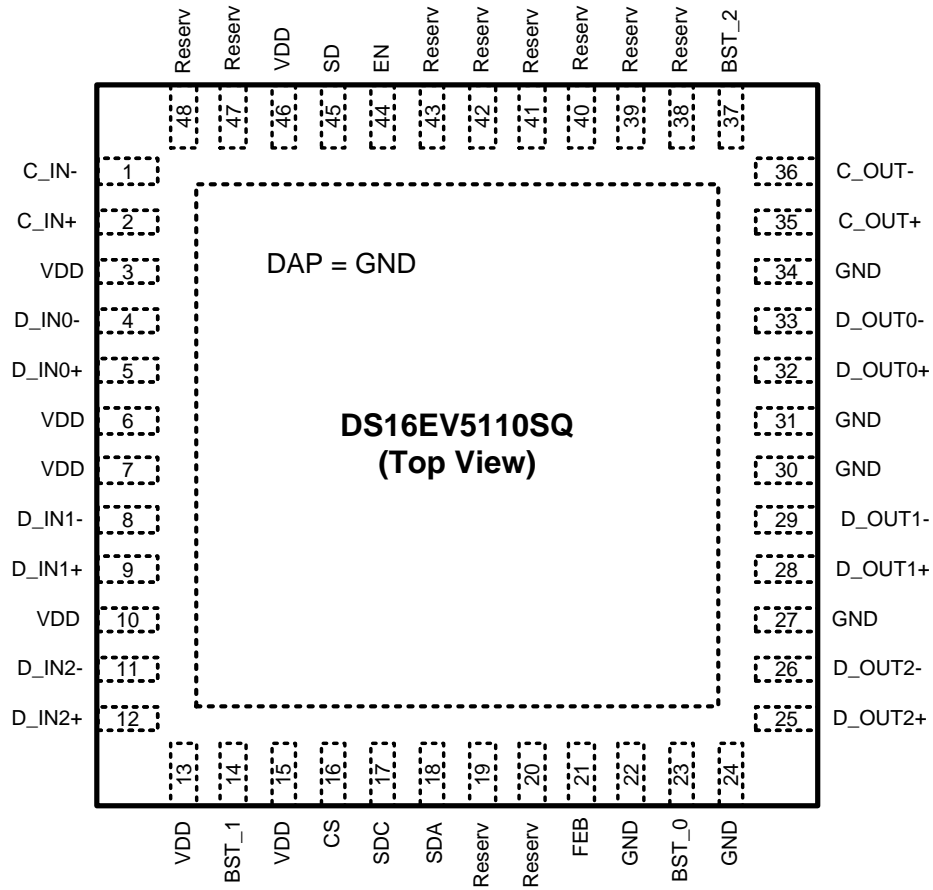 Reserv
Reserv
VDD
SD
EN
Reserv
Reserv
Reserv
Reserv
Reserv
Reserv
BST_2
48
47
46
45
44
43
42
41
40
39
38
37
C_IN- 1
C_IN+ 2
VDD 3
D_IN0- 4
D_IN0+ 5
VDD 6
VDD 7
D_IN1- 8
D_IN1+ 9
VDD 10
D_IN2- 11
D_IN2+ 12
DAP = GND
DS16EV5110SQ
(Top View)
36 C_OUT-
35 C_OUT+
34 GND
33 D_OUT0-
32 D_OUT0+
31 GND
30 GND
29 D_OUT1-
28 D_OUT1+
27 GND
26 D_OUT2-
25 D_OUT2+
13
14
15
16
17
18
19
20
21
22
23
24
VDD
BST_1
VDD
CS
SDC
SDA
Reserv
Reserv
FEB
GND
BST_0
GND